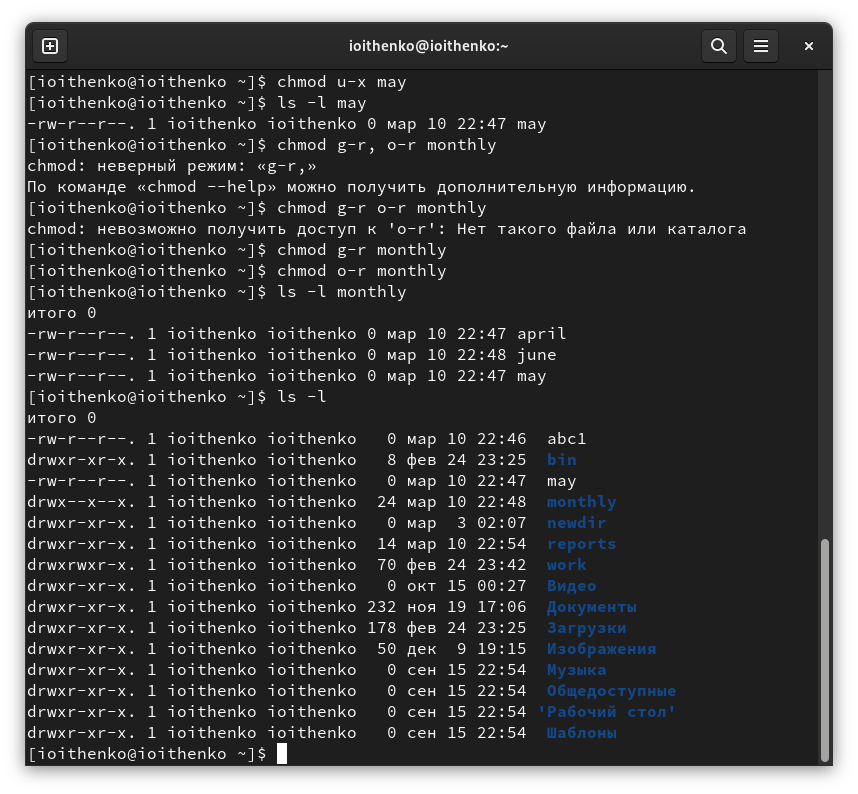 ioithenko@ioithenko:~
[ioithenko@ioithenko ~]$ chmod u-x may
[ioithenko@ioithenko ~]$ ls -l may
-rw-r--r--. 1 ioithenko ioithenko 0 мар 10 22:47 may
[ioithenko@ioithenko ~]$ chmod g-r, o-r monthly
chmod: неверный режим: «g-r,»
По команде «chmod --help» можно получить дополнительную информацию.
[ioithenko@ioithenko ~]$ chmod g-r o-r monthly
chmod: невозможно получить доступ к 'o-r': Нет такого файла или каталога
[ioithenko@ioithenko ~]$ chmod g-r monthly
[ioithenko@ioithenko ~]$ chmod o-r monthly
[ioithenko@ioithenko ~]$ ls -l monthly
итого 0
-rw-r--r--. 1 ioithenko ioithenko 0 мар 10 22:47 april
-rw-r--r--. 1 ioithenko ioithenko 0 мар 10 22:48 june
-rw-r--r--. 1 ioithenko ioithenko 0 мар 10 22:47 may
[ioithenko@ioithenko ~]$ ls -l
итого 0
-rw-r--r--. 1 ioithenko ioithenko   0 мар 10 22:46  abc1
drwxr-xr-x. 1 ioithenko ioithenko   8 фев 24 23:25  bin
-rw-r--r--. 1 ioithenko ioithenko   0 мар 10 22:47  may
drwx--x--x. 1 ioithenko ioithenko  24 мар 10 22:48  monthly
drwxr-xr-x. 1 ioithenko ioithenko   0 мар  3 02:07  newdir
drwxr-xr-x. 1 ioithenko ioithenko  14 мар 10 22:54  reports
drwxrwxr-x. 1 ioithenko ioithenko  70 фев 24 23:42  work
drwxr-xr-x. 1 ioithenko ioithenko   0 окт 15 00:27  Видео
drwxr-xr-x. 1 ioithenko ioithenko 232 ноя 19 17:06  Документы
drwxr-xr-x. 1 ioithenko ioithenko 178 фев 24 23:25  Загрузки
drwxr-xr-x. 1 ioithenko ioithenko  50 дек  9 19:15  Изображения
drwxr-xr-x. 1 ioithenko ioithenko   0 сен 15 22:54  Музыка
drwxr-xr-x. 1 ioithenko ioithenko   0 сен 15 22:54  Общедоступные
drwxr-xr-x. 1 ioithenko ioithenko   0 сен 15 22:54 'Рабочий стол'
drwxr-xr-x. 1 ioithenko ioithenko   0 сен 15 22:54  Шаблоны
[ioithenko@ioithenko ~]$